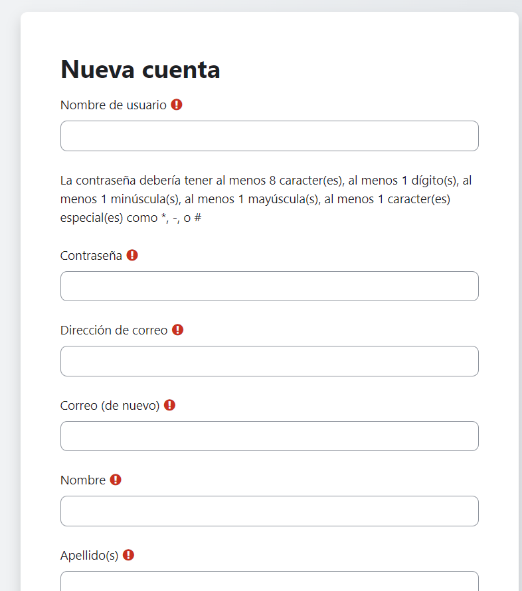 Nueva cuenta
Nombre de usuario
La contraseña debería tener al menos 8 caracter(es), al menos 1 dígito(s), al
menos 1 minúscula(s), al menos 1 mayúscula(s), al menos 1 caracter(es)
especial(es) como *, -, o #
Contraseña
Dirección de correo
Correo (de nuevo)
Nombre
Apellido(s)